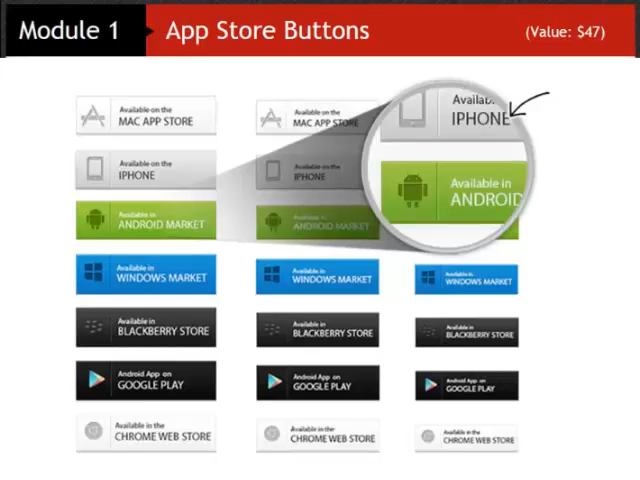 Module 1
App Store Buttons
(Value: $47)
Available on the
MAC APP STORE
Available on the
MAC APP STORE
Availab
IPHONE
Available on the
IPHONE
Available on the
IPHONE
Available in
ANDROID
Available in
ANDROID MARKET
Available in
ANDROID MARKET
Available in
WINDOWS MARKET
Available in
WINDOWS MARKET
Available in
WINDOWS MARKET
Available in
BLACKBERRY STORE
Available in
BLACKBERRY STORE
Available in
BLACKBERRY STORE
Android App on
GOOGLE PLAY
Android App on
GOOGLE PLAY
Android App on
GOOGLE PLAY
Available in the
CHROME WEB STORE
Available in the
CHROME WEB STORE
Available in the
CHROME WEB STORE